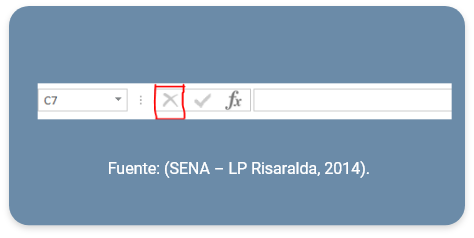 C7 fx
Fuente: (SENA – LP Risaralda, 2014).